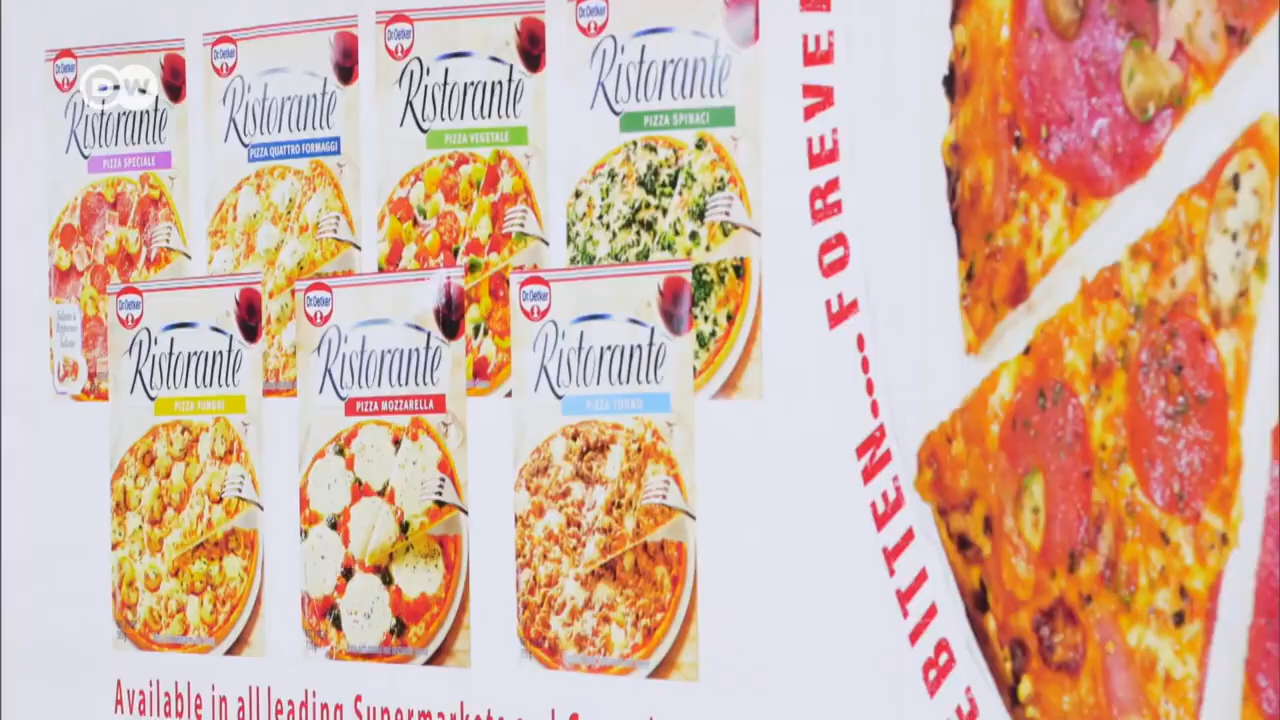 Dr.Oetker
Ristorante
PIZZA SPECIALE
Dr.Oetker
Ristorante
PIZZA QUATTRO FORMAGGI
Dr.Oetker
Ristorante
PIZZA VEGETALE
Dr.Oetker
Ristorante
PIZZA SPINACI
DW
Dr.Oetker
Ristorante
PIZZA FUNGHI
Dr.Oetker
Ristorante
PIZZA MOZZARELLA
Dr.Oetker
Ristorante
PIZZA TONNO
BITTEN.... FOREVE
Available in all leading Supermarkets and